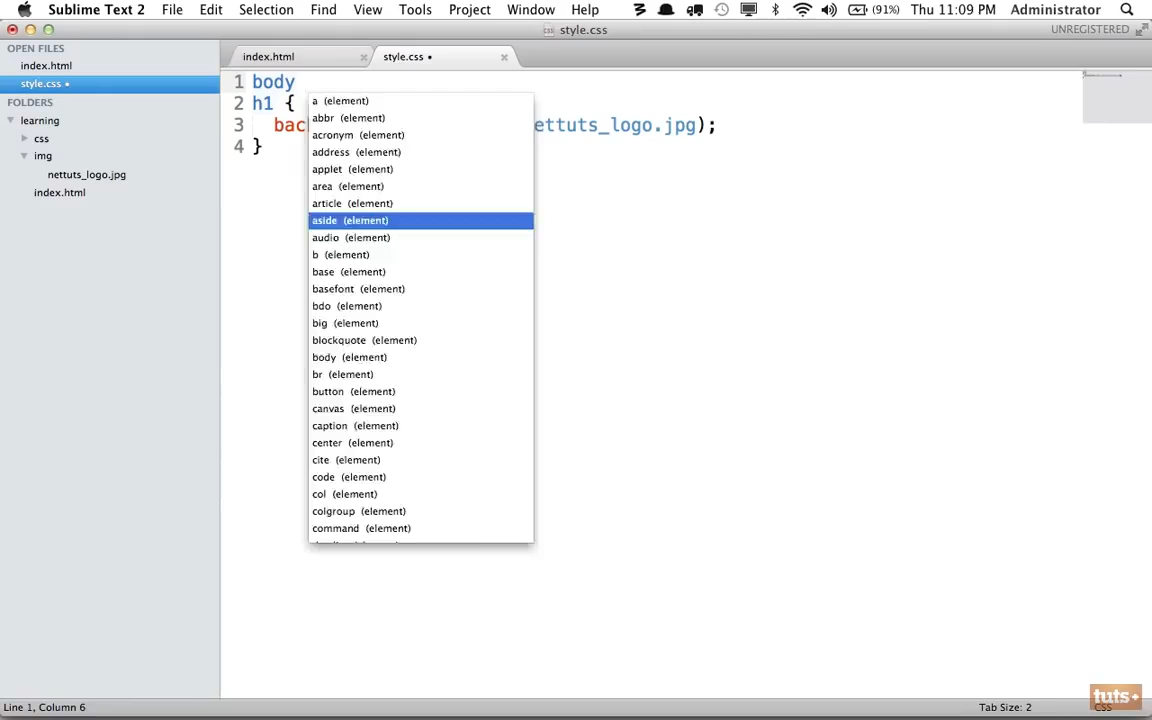 Sublime Text 2 File Edit Selection Find View Tools Project Window Help (91%) Thu 11:09 PM Administrator
style.css UNREGISTERED
OPEN FILES
index.html
style.css
FOLDERS
learning
css
img
nettuts_logo.jpg
index.html
index.html style.css
1 body
2 h1 {
3 bac ettuts_logo.jpg);
4 }
a (element)
abbr (element)
acronym (element)
address (element)
applet (element)
area (element)
article (element)
aside (element)
audio (element)
b (element)
base (element)
basefont (element)
bdo (element)
big (element)
blockquote (element)
body (element)
br (element)
button (element)
canvas (element)
caption (element)
center (element)
cite (element)
code (element)
col (element)
colgroup (element)
command (element)
Line 1, Column 6 Tab Size: 2 CSS
tuts+